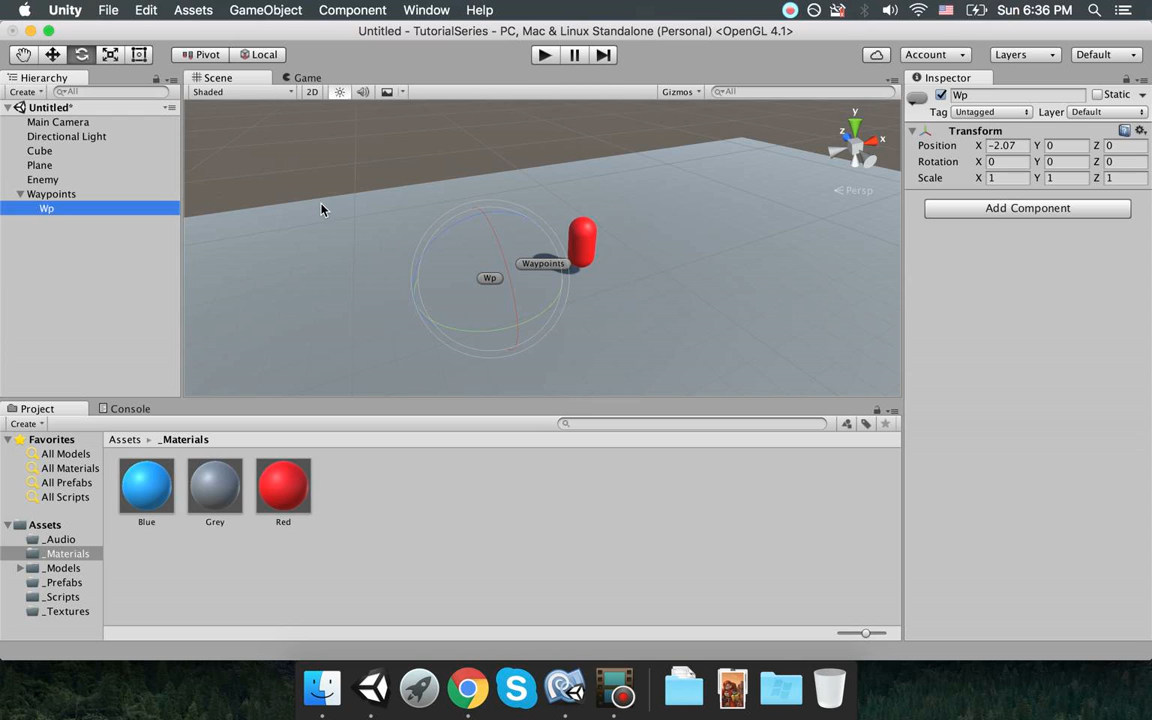 Unity File Edit Assets GameObject Component Window Help Sun 6:36 PM
Untitled - TutorialSeries - PC, Mac & Linux Standalone (Personal) <OpenGL 4.1>
Pivot Local Account Layers Default
Hierarchy Scene Game Inspector
Create All Shaded 2D Gizmos All Wp Static
Untitled* Tag Untagged Layer Default
Main Camera
Directional Light
Cube
Plane
Enemy
Waypoints
Wp
Transform
Position X -2.07 Y 0 Z 0
Rotation X 0 Y 0 Z 0
Scale X 1 Y 1 Z 1
Add Component
y
z x
Persp
Waypoints
Wp
Project Console
Create
Favorites Assets _Materials
All Models
All Materials
All Prefabs
All Scripts
Blue Grey Red
Assets
_Audio
_Materials
_Models
_Prefabs
_Scripts
_Textures